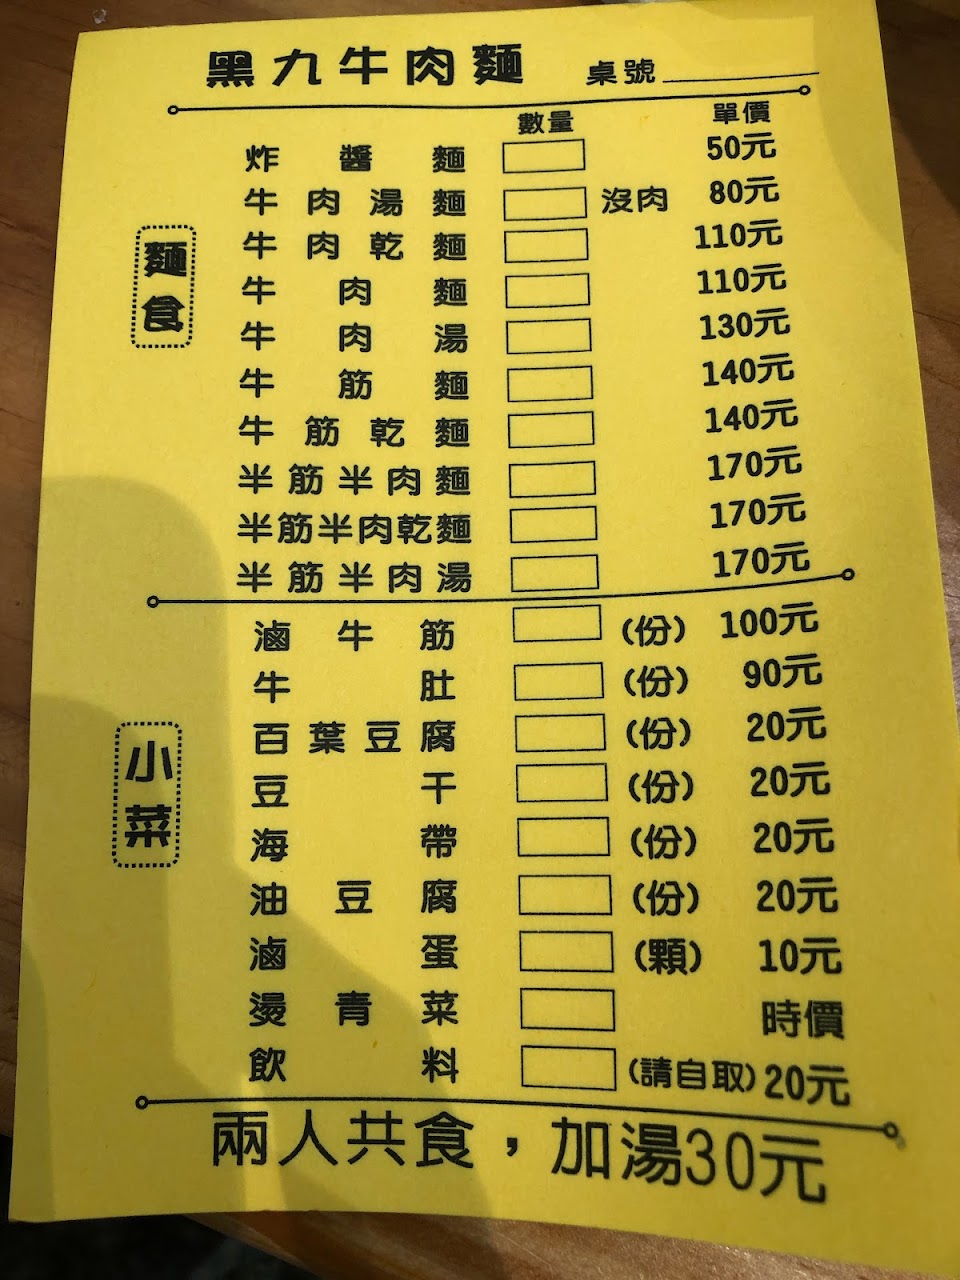 黑九牛肉麵 桌號
數量 單價
麵食
炸醬麵 50元
牛肉湯麵 沒肉 80元
牛肉乾麵 110元
牛肉麵 110元
牛肉湯 130元
牛筋麵 140元
牛筋乾麵 140元
半筋半肉麵 170元
半筋半肉乾麵 170元
半筋半肉湯 170元
小菜
滷牛筋 (份) 100元
牛肚 (份) 90元
百葉豆腐 (份) 20元
豆干 (份) 20元
海帶 (份) 20元
油豆腐 (份) 20元
滷蛋 (顆) 10元
燙青菜 時價
飲料 (請自取) 20元
兩人共食，加湯30元